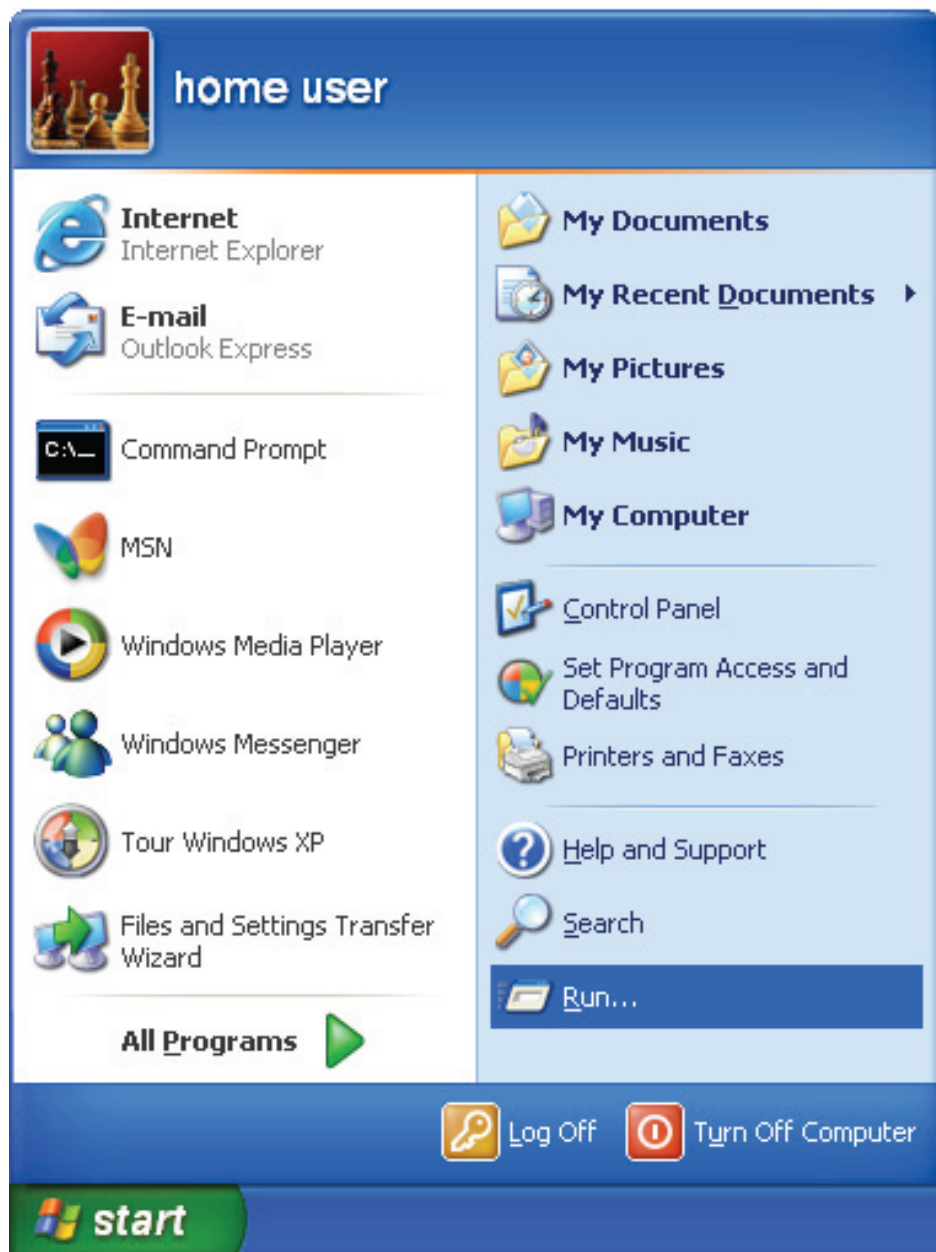 home user
Internet
Internet Explorer
E-mail
Outlook Express
C:\_
Command Prompt
MSN
Windows Media Player
Windows Messenger
Tour Windows XP
Files and Settings Transfer
Wizard
All Programs
My Documents
My Recent Documents
My Pictures
My Music
My Computer
Control Panel
Set Program Access and
Defaults
Printers and Faxes
Help and Support
Search
Run...
Log Off
Turn Off Computer
start